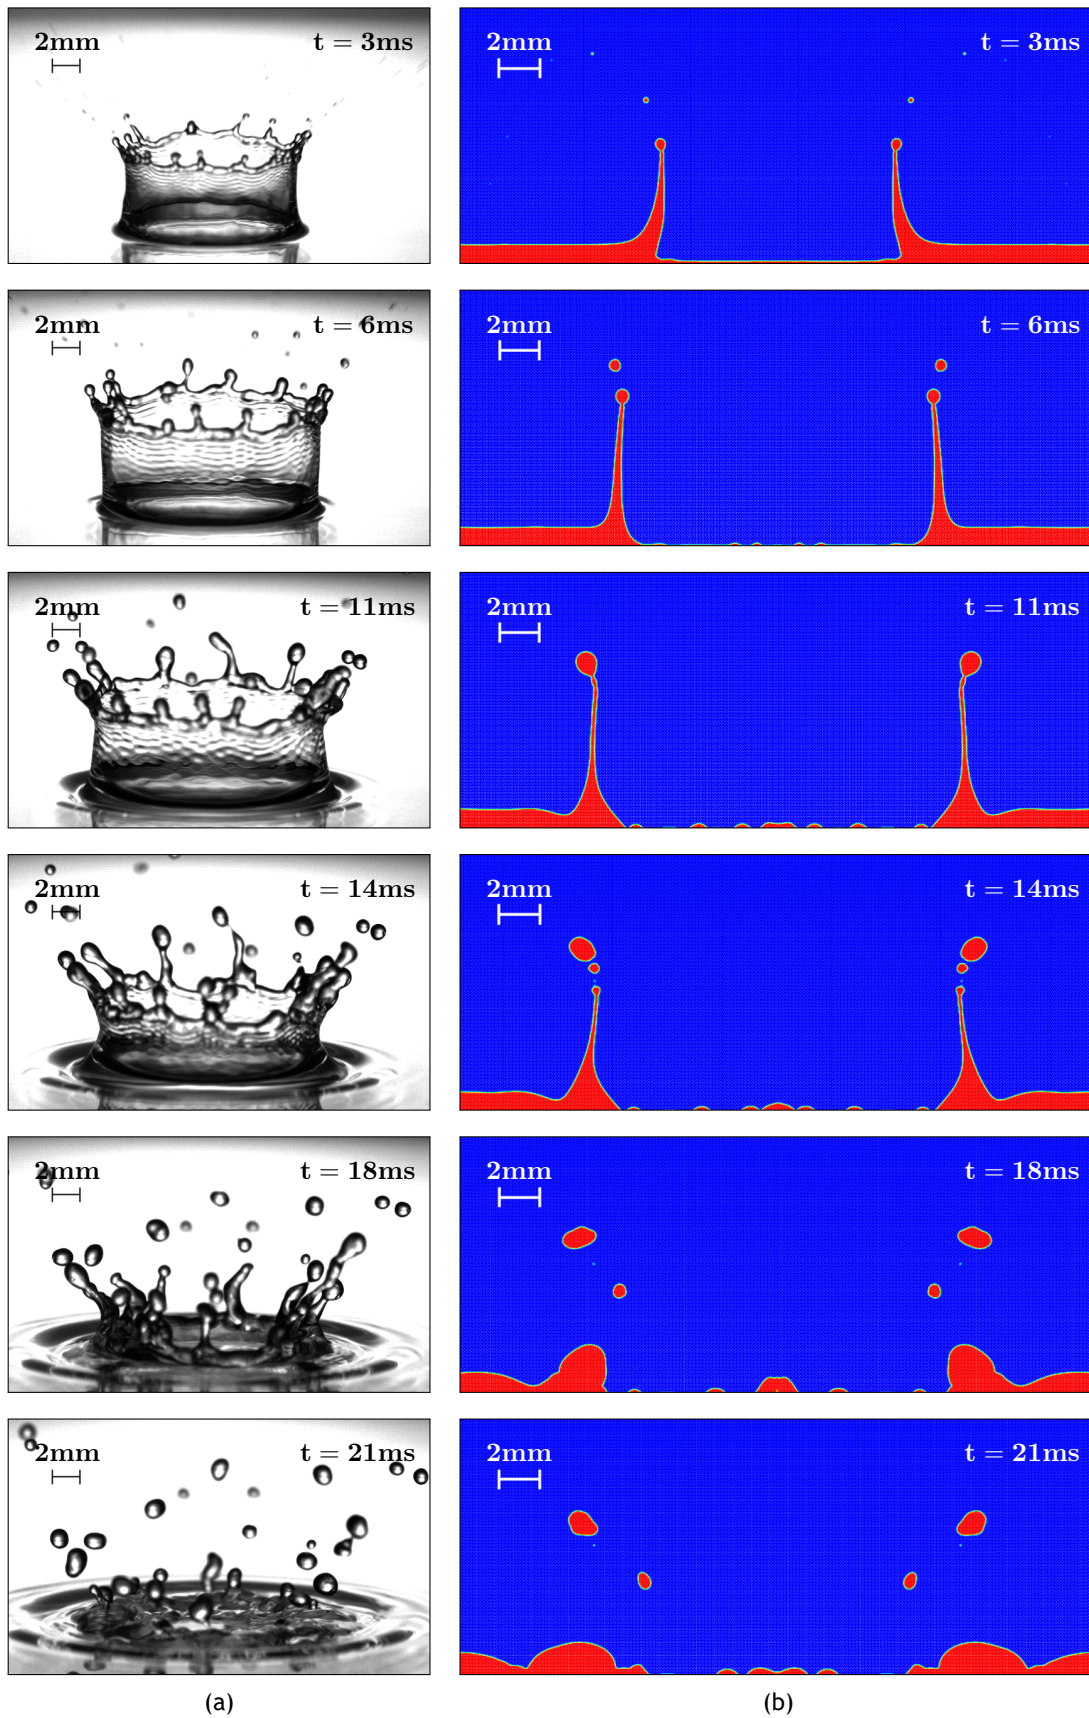 2mm t = 3ms 2mm t = 3ms
2mm t = 6ms 2mm t = 6ms
2mm t = 11ms 2mm t = 11ms
2mm t = 14ms 2mm t = 14ms
2mm t = 18ms 2mm t = 18ms
2mm t = 21ms 2mm t = 21ms
(a) (b)